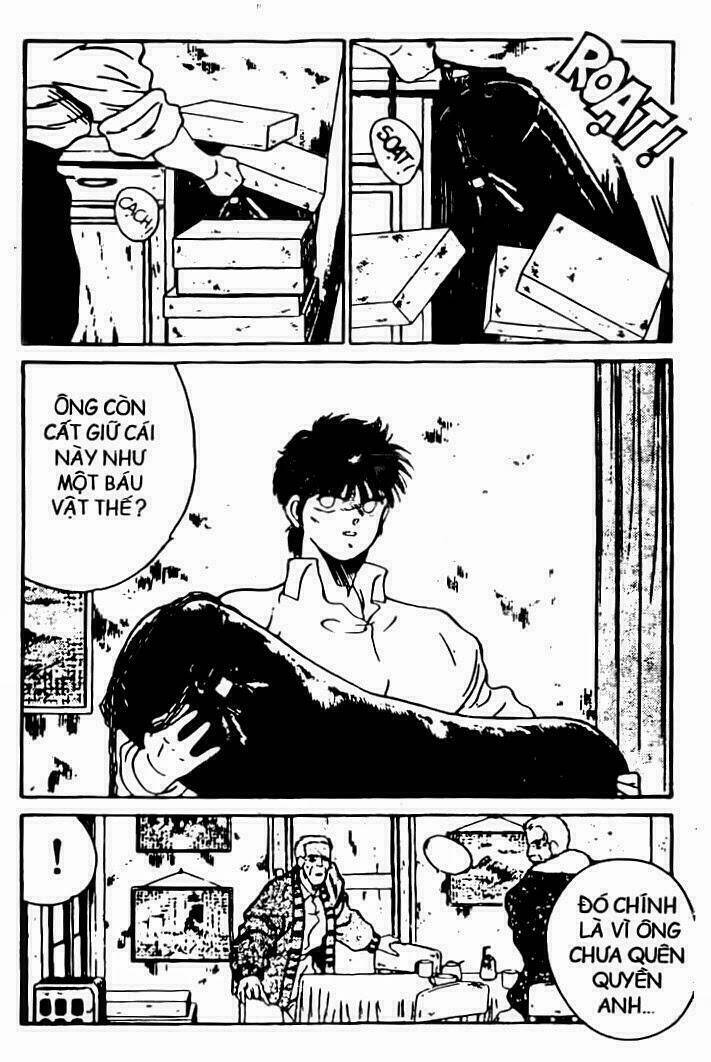 CẠCH!
SOẠT!
ROẠT!
ÔNG CÒN
CẤT GIỮ CÁI
NÀY NHƯ
MỘT BÁU
VẬT THẾ?
!
ĐÓ CHÍNH
LÀ VÌ ÔNG
CHƯA QUÊN
QUYỀN
ANH...